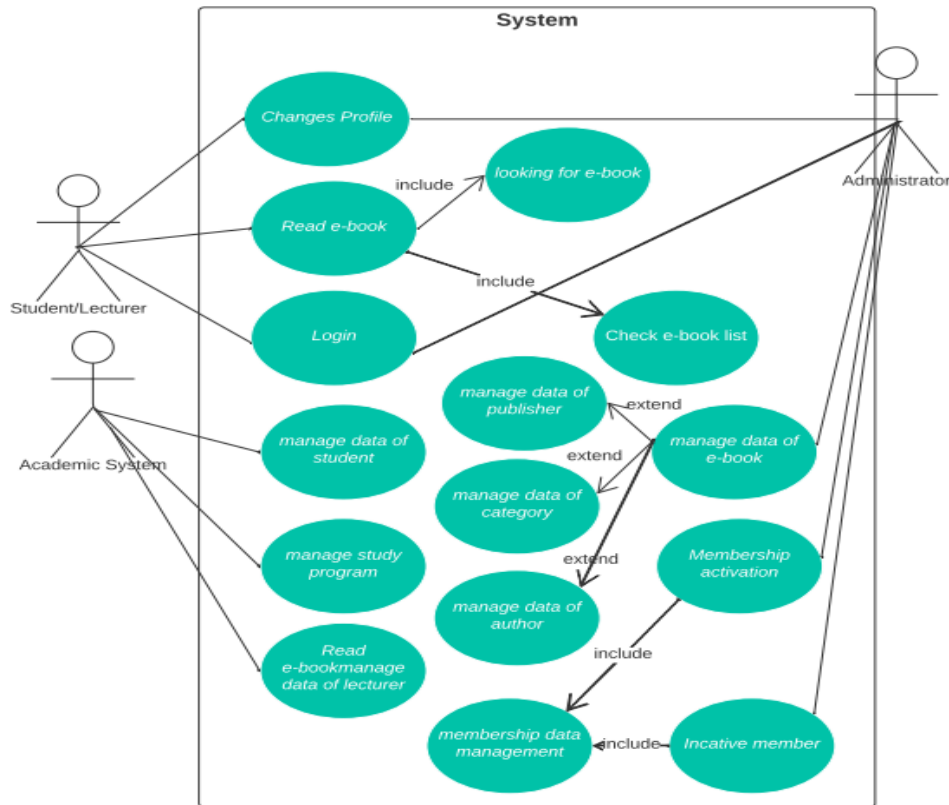 System
Changes Profile
looking for e-book
include
Administrator
Read e-book
Student/Lecturer
include
Login
Check e-book list
manage data of
publisher
extend
manage data of
student
manage data of
e-book
Academic System
extend
manage data of
category
manage study
program
extend
Membership
activation
manage data of
author
Read
e-bookmanage
data of lecturer
include
membership data
management
include
Incative member